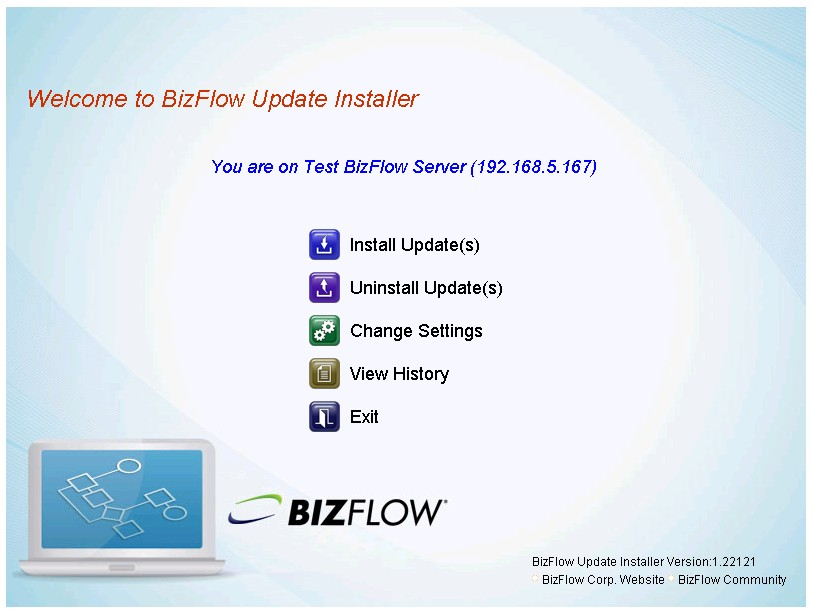 Welcome to BizFlow Update Installer
You are on Test BizFlow Server (192.168.5.167)
Install Update(s)
Uninstall Update(s)
Change Settings
View History
Exit
BIZFLOW
BizFlow Update Installer Version:1.22121
BizFlow Corp. Website BizFlow Community